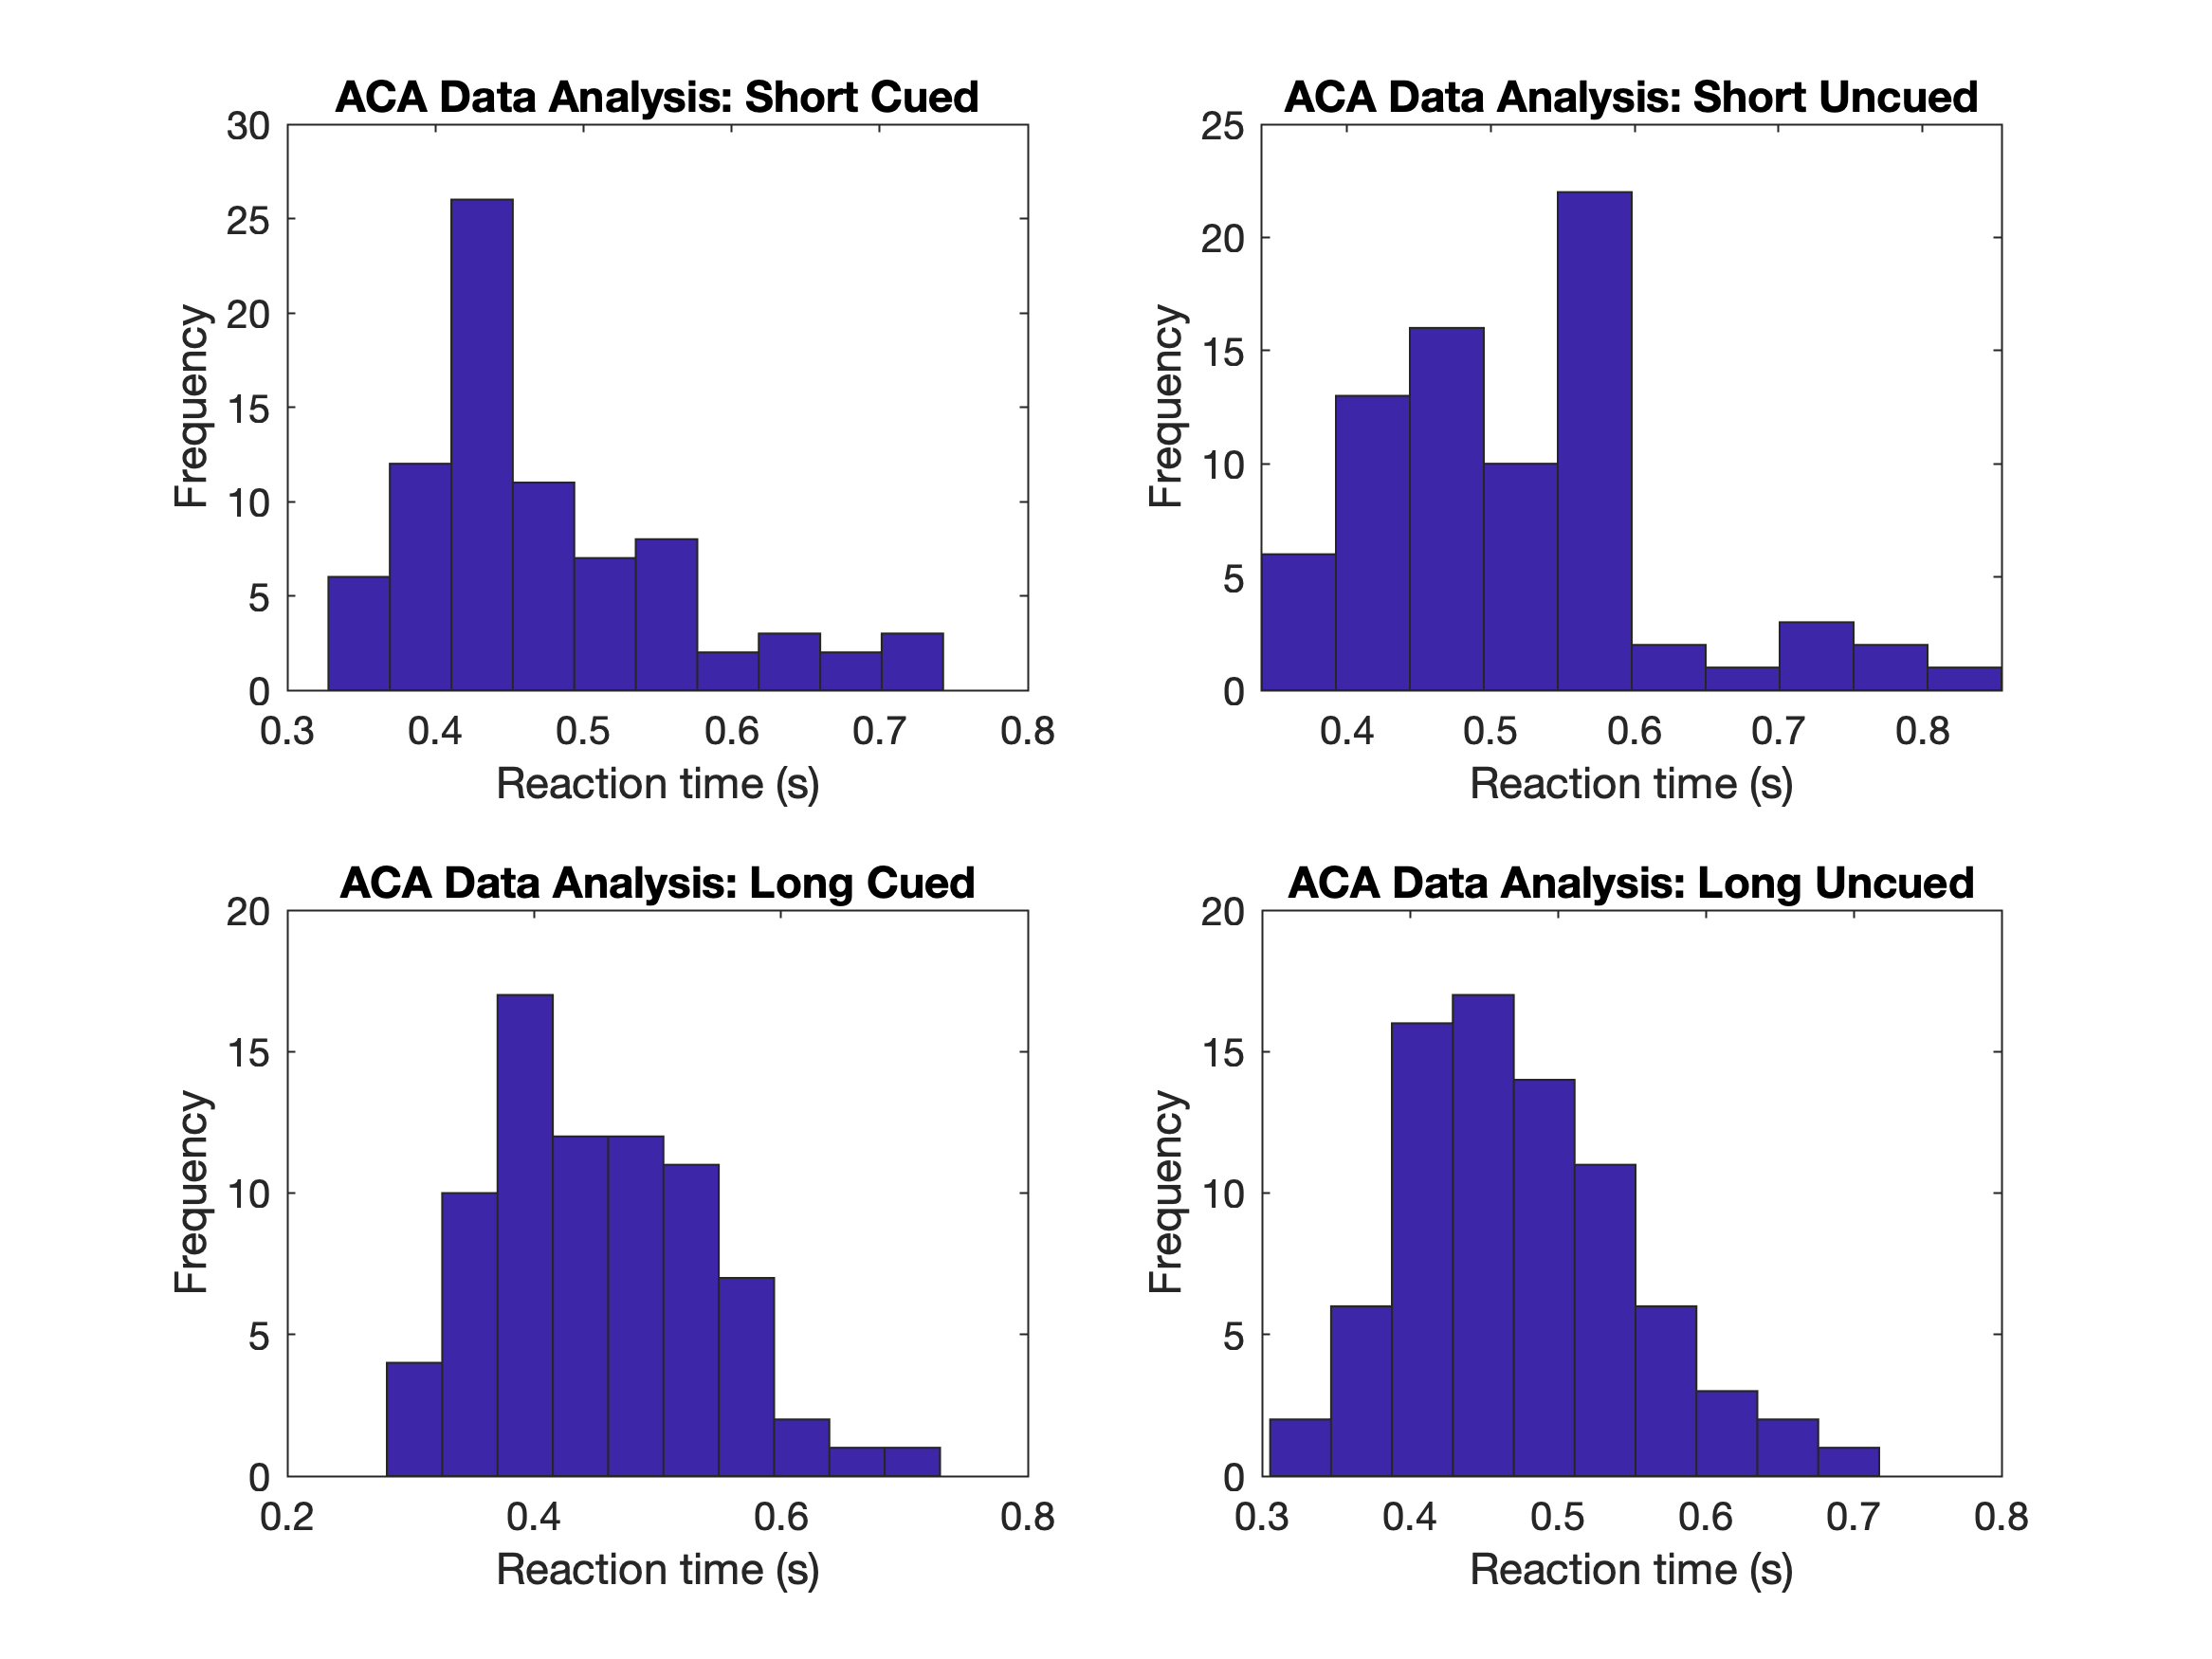 ACA Data Analysis: Short Cued
30
25
20
15
10
5
0
Frequency
0.3 0.4 0.5 0.6 0.7 0.8
Reaction time (s)
ACA Data Analysis: Short Uncued
25
20
15
10
5
0
Frequency
0.4 0.5 0.6 0.7 0.8
Reaction time (s)
ACA Data Analysis: Long Cued
20
15
10
5
0
Frequency
0.2 0.4 0.6 0.8
Reaction time (s)
ACA Data Analysis: Long Uncued
20
15
10
5
0
Frequency
0.3 0.4 0.5 0.6 0.7 0.8
Reaction time (s)